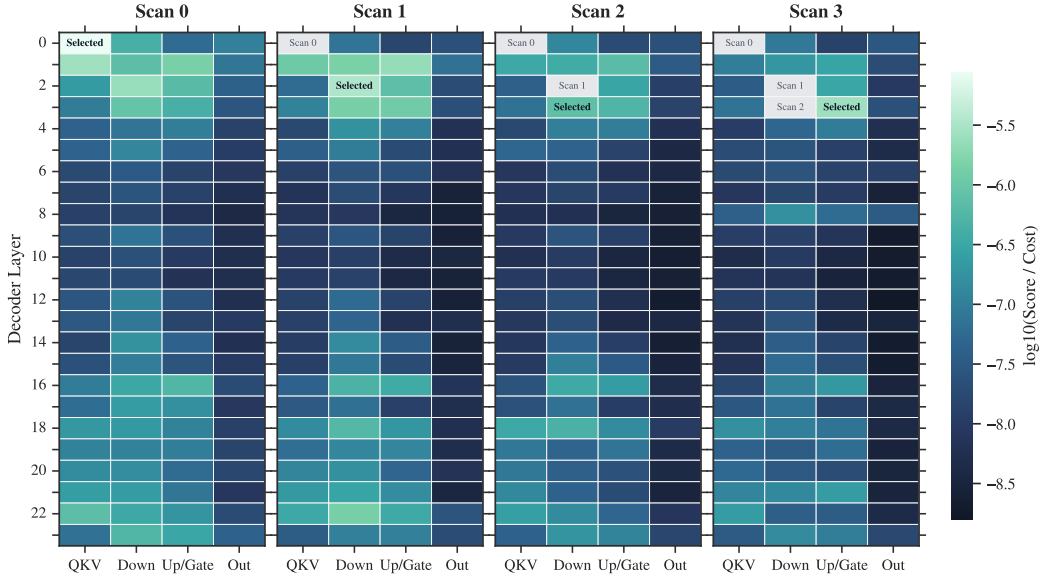 Scan 0 Scan 1 Scan 2 Scan 3
0 Selected Scan 0 Scan 0 Scan 0
2 Selected Scan 1 Scan 1
Selected Scan 2 Selected
4
6
8
10
12
14
16
18
20
22
Decoder Layer
QKV Down Up/Gate Out QKV Down Up/Gate Out QKV Down Up/Gate Out QKV Down Up/Gate Out
−5.5
−6.0
−6.5
−7.0
−7.5
−8.0
−8.5
log10(Score / Cost)